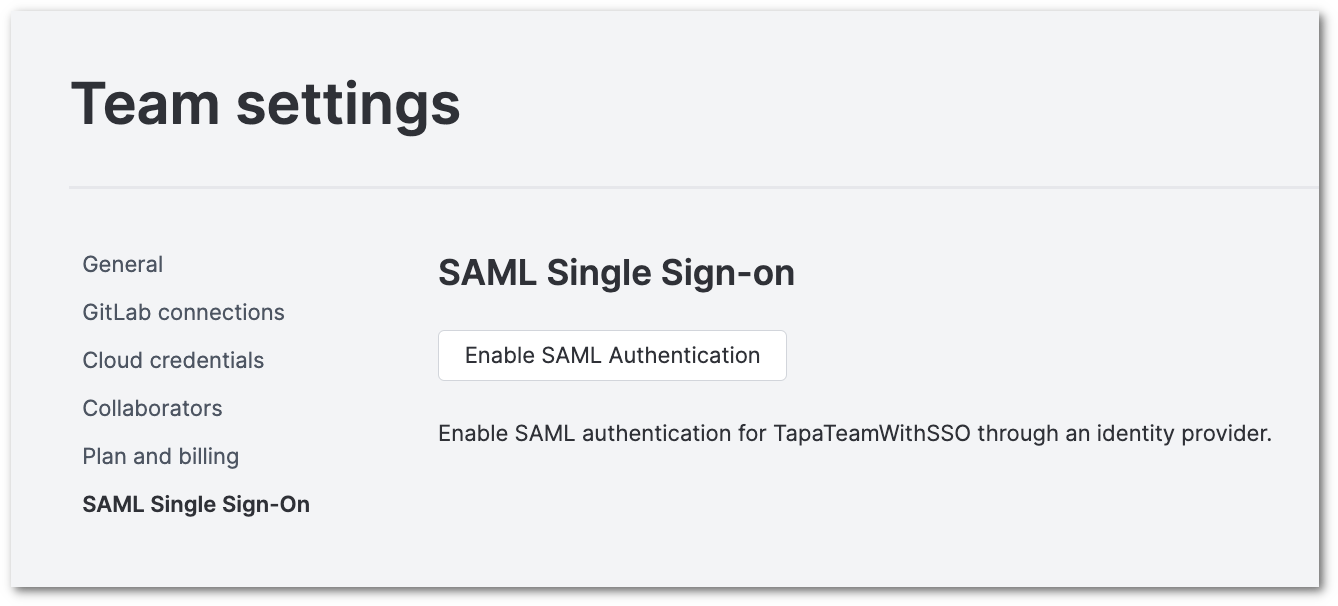 Team settings
General
GitLab connections
Cloud credentials
Collaborators
Plan and billing
SAML Single Sign-On
SAML Single Sign-on
Enable SAML Authentication
Enable SAML authentication for TapaTeamWithSSO through an identity provider.